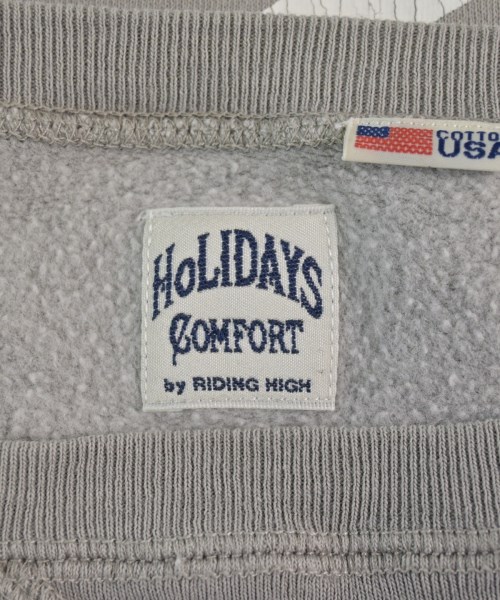 COTTO
USA
HOLIDAYS
COMFORT
by RIDING HIGH